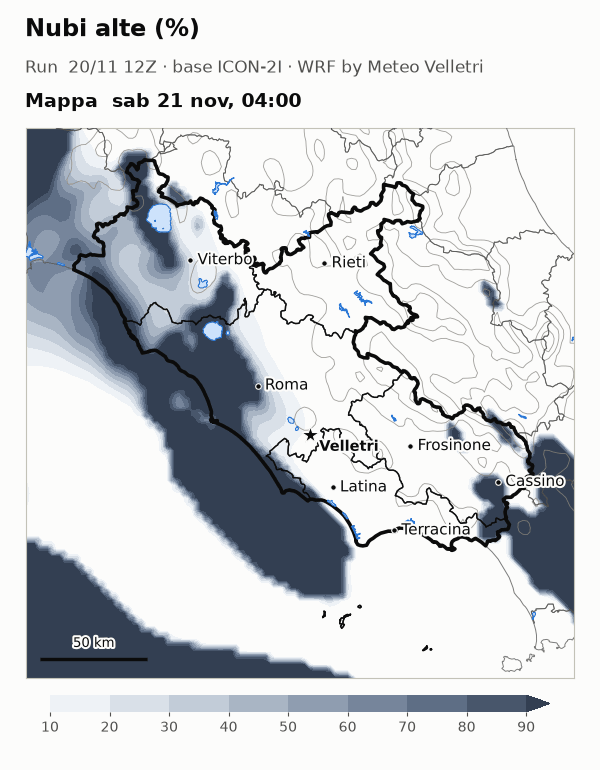 Nubi alte (%)
Run  20/11 12Z · base ICON-2I · WRF by Meteo Velletri
Mappa  sab 21 nov, 04:00
Viterbo
Rieti
Roma
Velletri
Frosinone
Latina
Cassino
Terracina
50 km
10 20 30 40 50 60 70 80 90